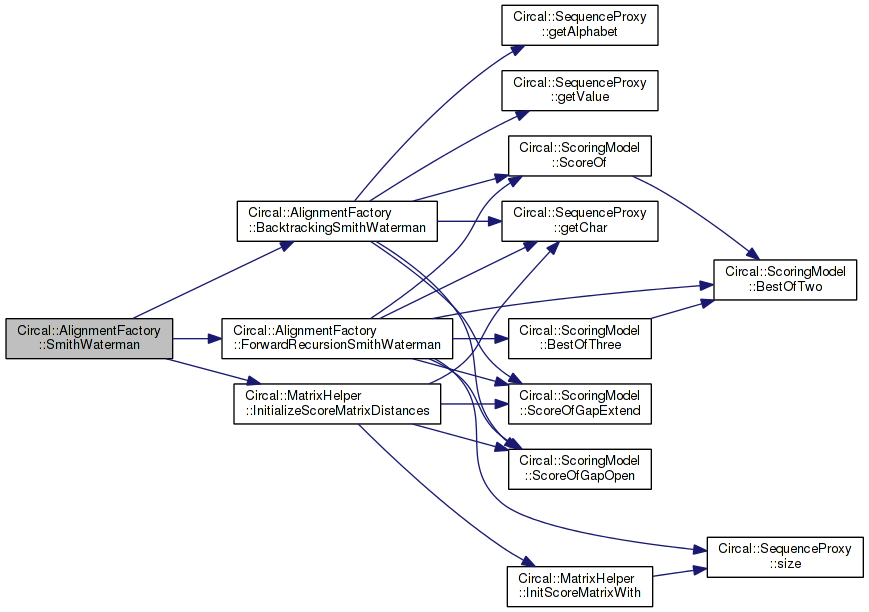 Circal::SequenceProxy
::getAlphabet
Circal::SequenceProxy
::getValue
Circal::ScoringModel
::ScoreOf
Circal::AlignmentFactory
::BacktrackingSmithWaterman
Circal::SequenceProxy
::getChar
Circal::ScoringModel
::BestOfTwo
Circal::AlignmentFactory
::SmithWaterman
Circal::AlignmentFactory
::ForwardRecursionSmithWaterman
Circal::ScoringModel
::BestOfThree
Circal::MatrixHelper
::InitializeScoreMatrixDistances
Circal::ScoringModel
::ScoreOfGapExtend
Circal::ScoringModel
::ScoreOfGapOpen
Circal::SequenceProxy
::size
Circal::MatrixHelper
::InitScoreMatrixWith